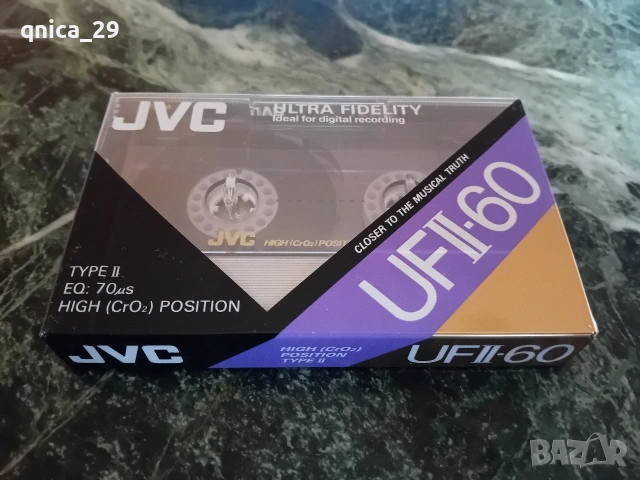 qnica_29
JVC
ULTRA FIDELITY
Ideal for digital recording
CLOSER TO THE MUSICAL TRUTH
UFII-60
JVC
HIGH (CrO₂) POSIT
TYPE II
EQ: 70μs
HIGH (CrO₂) POSITION
JVC
HIGH (CrO₂)
POSITION
TYPE II
UFII-60
BAZAR